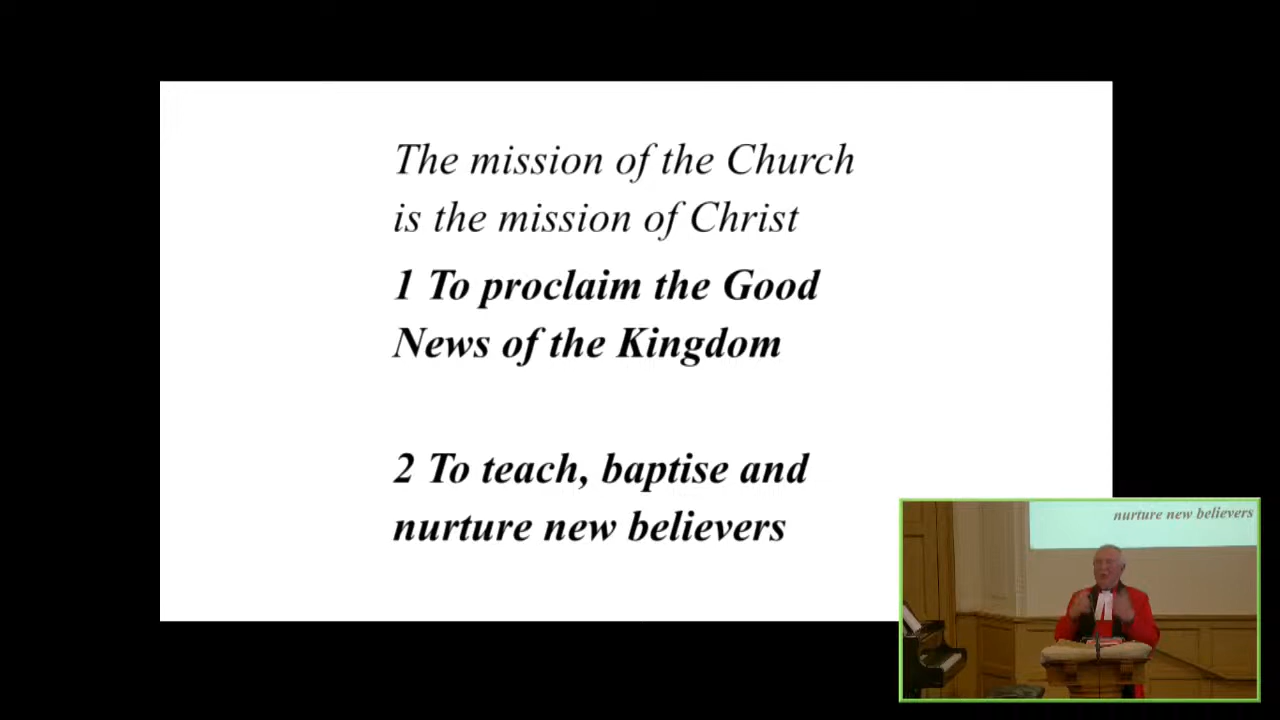 The mission of the Church
is the mission of Christ
1 To proclaim the Good
News of the Kingdom
2 To teach, baptise and
nurture new believers
nurture new believers